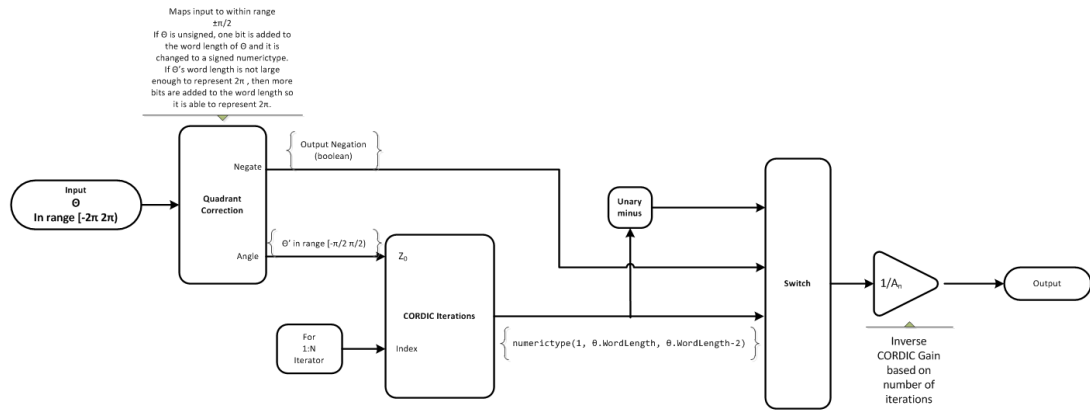 Maps input to within range
±π/2
If Θ is unsigned, one bit is added to
the word length of Θ and it is
changed to a signed numerictype.
If Θ's word length is not large
enough to represent 2π , then more
bits are added to the word length so
it is able to represent 2π.
Input
Θ
In range [-2π 2π)
Quadrant
Correction
Negate
Angle
Output Negation
(boolean)
Θ' in range [-π/2 π/2)
Z0
CORDIC Iterations
Index
For
1:N
Iterator
Unary
minus
numerictype(1, θ.WordLength, θ.WordLength-2)
Switch
1/An
Inverse
CORDIC Gain
based on
number of
iterations
Output